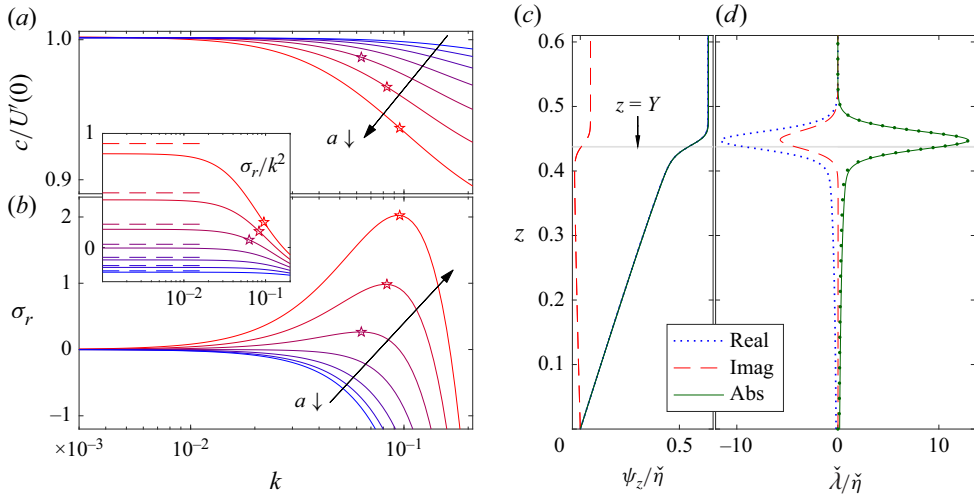 (a)
1.0
0.9
c/U′(0)
a ↓
1
0
10⁻²
10⁻¹
σᵣ/k²
(b)
2
1
0
−1
σᵣ
a ↓
×10⁻³
10⁻²
10⁻¹
k
(c)
0.6
0.5
0.4
0.3
0.2
0.1
z
z = Y
0
0.5
ψ_z/η̌
(d)
Real
Imag
Abs
−10
0
10
λ̌/η̌